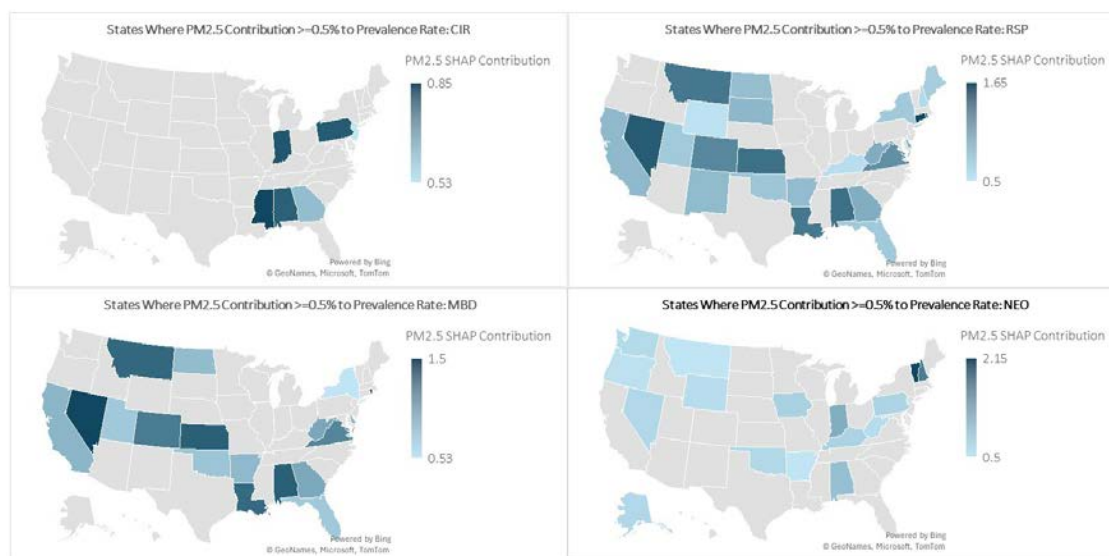 States Where PM2.5 Contribution >=0.5% to Prevalence Rate: CIR
PM2.5 SHAP Contribution
0.85
0.53
Powered by Bing
© GeoNames, Microsoft, TomTom
States Where PM2.5 Contribution >=0.5% to Prevalence Rate: RSP
PM2.5 SHAP Contribution
1.65
0.5
Powered by Bing
© GeoNames, Microsoft, TomTom
States Where PM2.5 Contribution >=0.5% to Prevalence Rate: MBD
PM2.5 SHAP Contribution
1.5
0.53
Powered by Bing
© GeoNames, Microsoft, TomTom
States Where PM2.5 Contribution >=0.5% to Prevalence Rate: NEO
PM2.5 SHAP Contribution
2.15
0.5
Powered by Bing
© GeoNames, Microsoft, TomTom